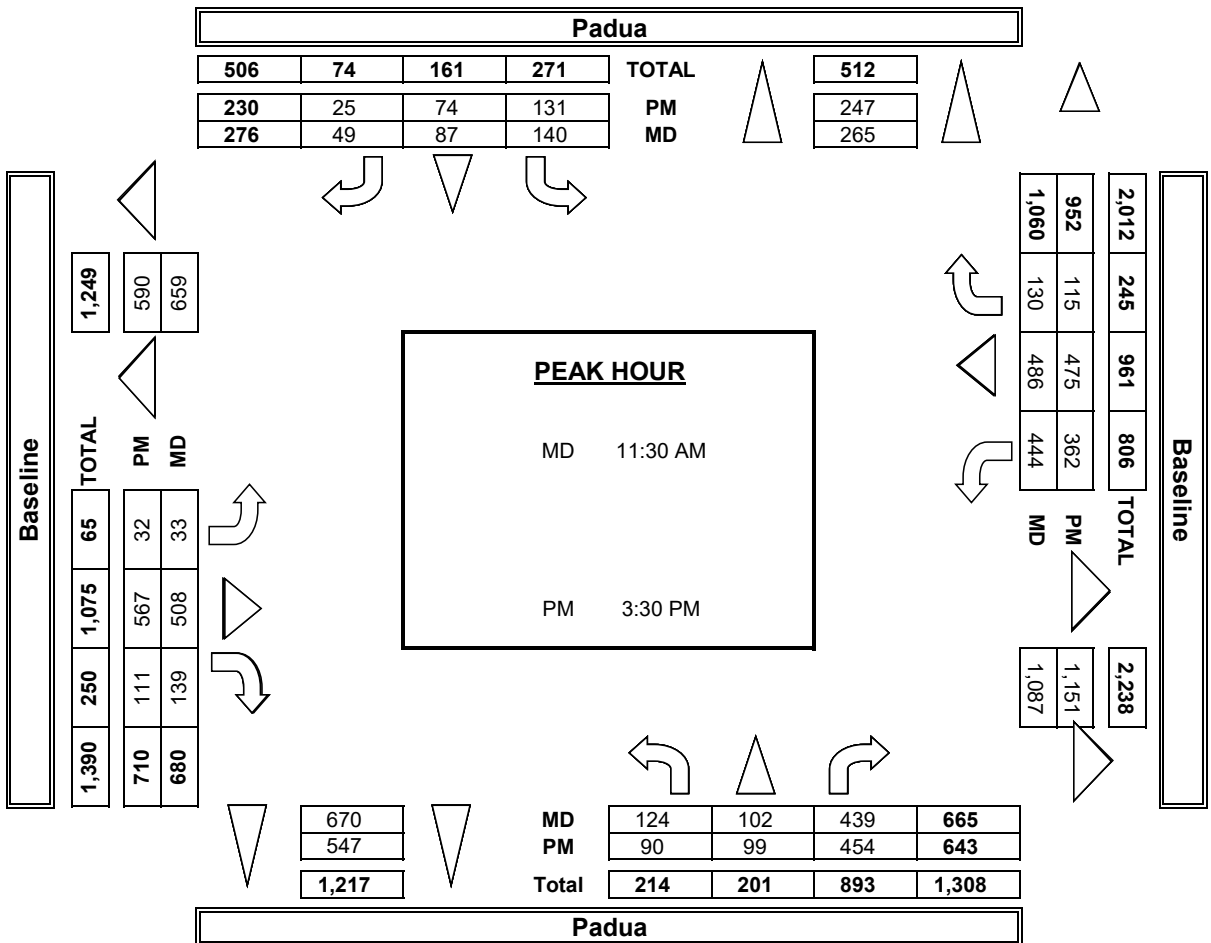 Padua
506 74 161 271 TOTAL 512
230 25 74 131 PM 247
276 49 87 140 MD 265
Baseline
1,249
590
659
TOTAL
PM
MD
65 1,075 250 1,390
32 567 111 710
33 508 139 680
PEAK HOUR
MD 11:30 AM
PM 3:30 PM
1,060 130 486 444 MD 1,087
952 115 475 362 PM 1,151
2,012 245 961 806 TOTAL 2,238
Baseline
670 MD 124 102 439 665
547 PM 90 99 454 643
1,217 Total 214 201 893 1,308
Padua